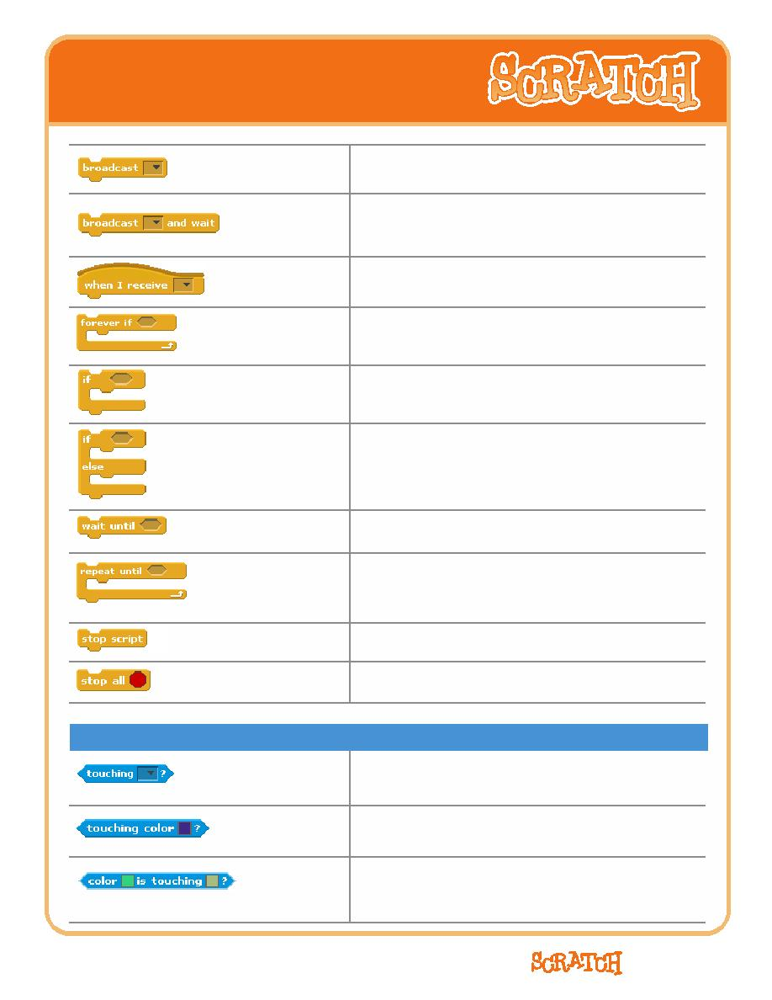 SCRATCH
broadcast
broadcast and wait
when I receive
forever if
if
if
else
wait until
repeat until
stop script
stop all
touching ?
touching color ?
color is touching ?
SCRATCH